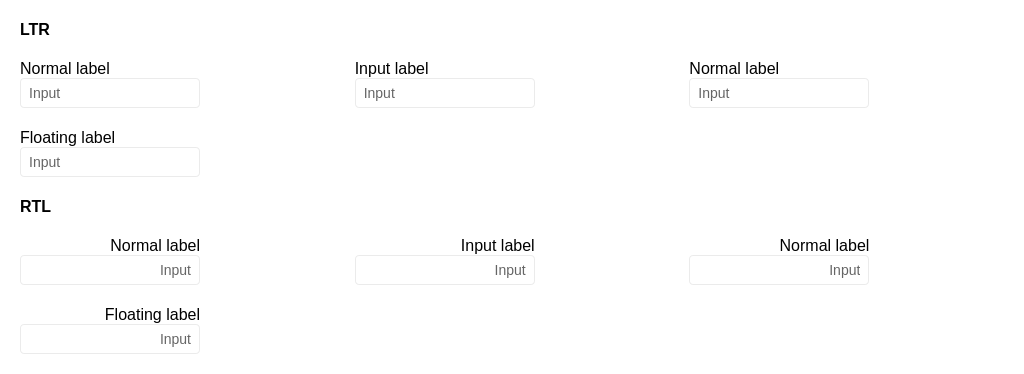 LTR
Normal label Input label Normal label
Input Input Input
Floating label
Input
RTL
Normal label Input label Normal label
Input Input Input
Floating label
Input